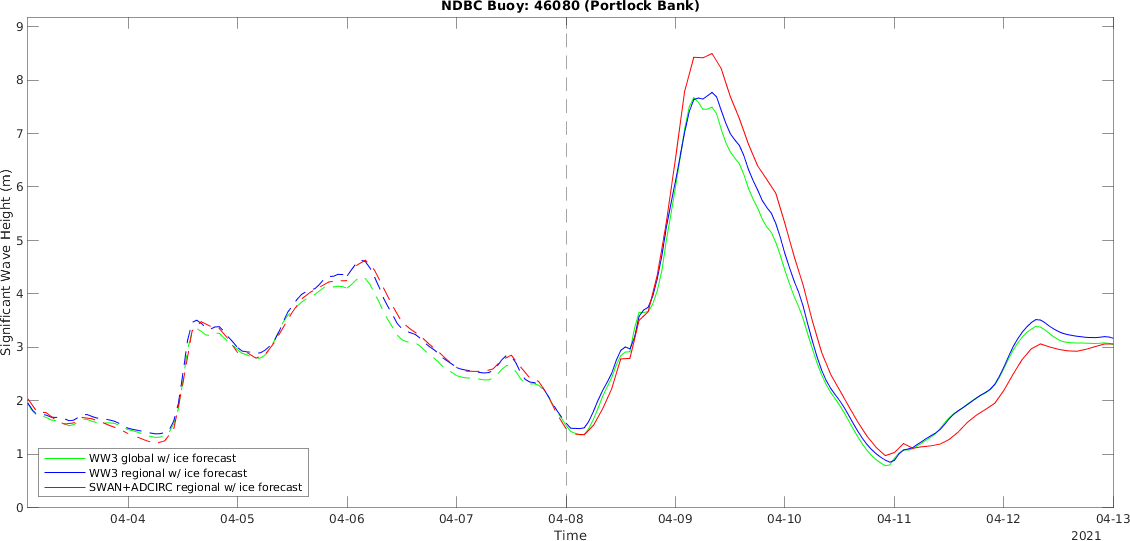 NDBC Buoy: 46080 (Portlock Bank)
Significant Wave Height (m)
9
8
7
6
5
4
3
2
1
0
WW3 global w/ ice forecast
WW3 regional w/ ice forecast
SWAN+ADCIRC regional w/ ice forecast
04-04 04-05 04-06 04-07 04-08 04-09 04-10 04-11 04-12 04-13
Time
2021